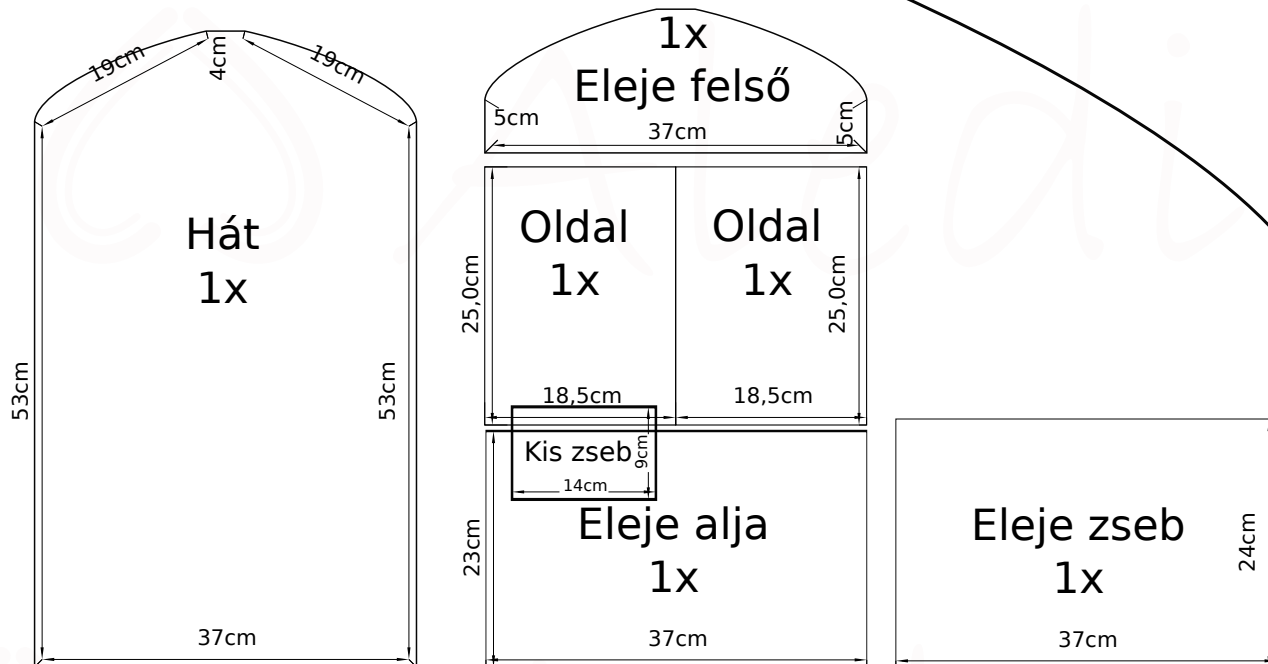 19cm
4cm
19cm
Hát
1x
53cm
53cm
37cm
1x
Eleje felső
5cm
37cm
5cm
Oldal
1x
25,0cm
18,5cm
Oldal
1x
25,0cm
18,5cm
Kis zseb
9cm
14cm
Eleje alja
1x
23cm
37cm
Eleje zseb
1x
24cm
37cm
Aledi